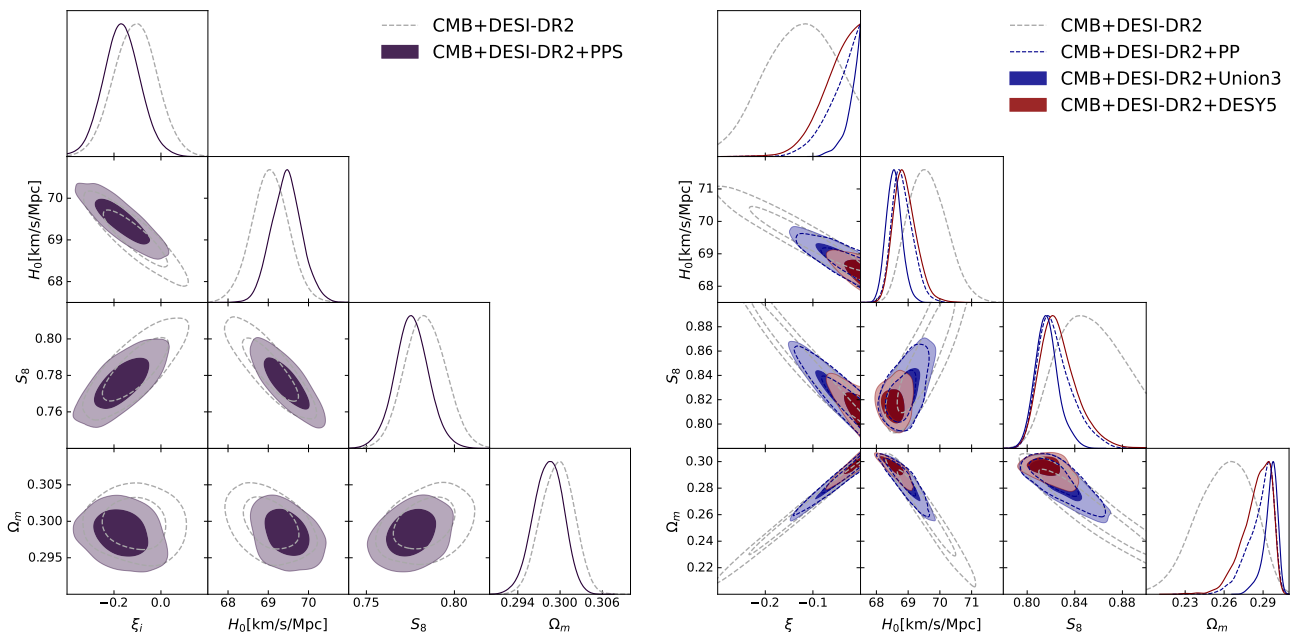 CMB+DESI-DR2
CMB+DESI-DR2+PPS
70
69
68
H₀[km/s/Mpc]
0.80
0.78
0.76
S₈
0.305
0.300
0.295
Ωₘ
−0.2 0.0
68 69 70
0.75 0.80
0.294 0.300 0.306
ξᵢ H₀[km/s/Mpc] S₈ Ωₘ
CMB+DESI-DR2
CMB+DESI-DR2+PP
CMB+DESI-DR2+Union3
CMB+DESI-DR2+DESY5
71
70
69
68
H₀[km/s/Mpc]
0.88
0.86
0.84
0.82
0.80
S₈
0.30
0.28
0.26
0.24
0.22
Ωₘ
−0.2 −0.1
68 69 70 71
0.80 0.84 0.88
0.23 0.26 0.29
ξ H₀[km/s/Mpc] S₈ Ωₘ